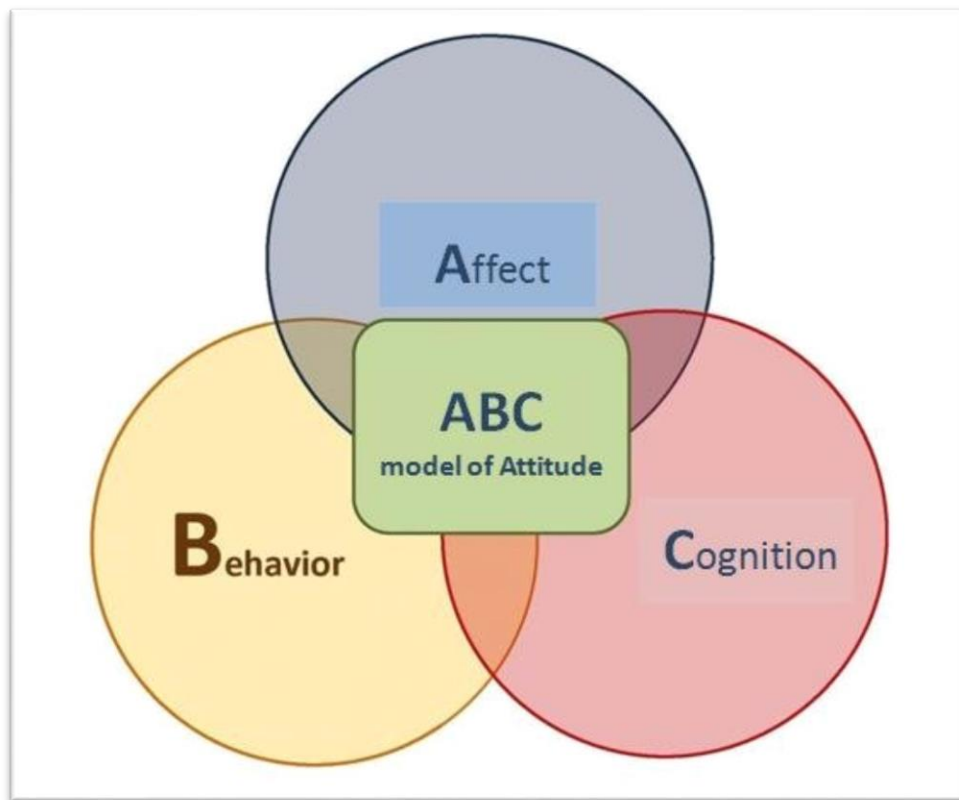 Affect
ABC
model of Attitude
Behavior
Cognition